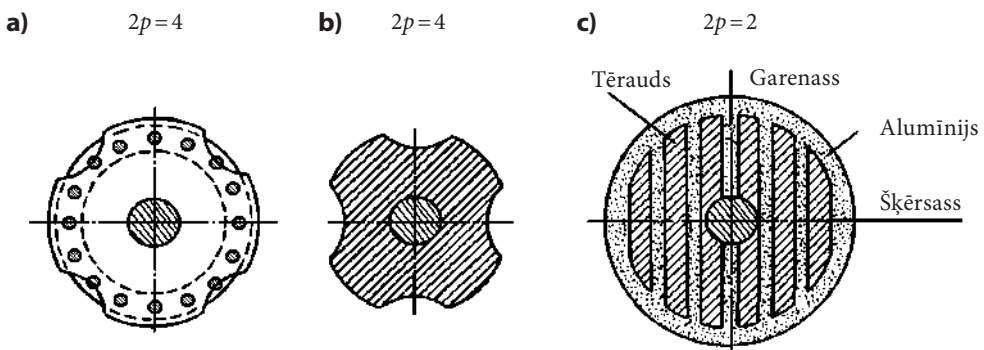 a) 2p = 4
b) 2p = 4
c) 2p = 2
Tērauds
Garenass
Alumīnijs
Šķērsass